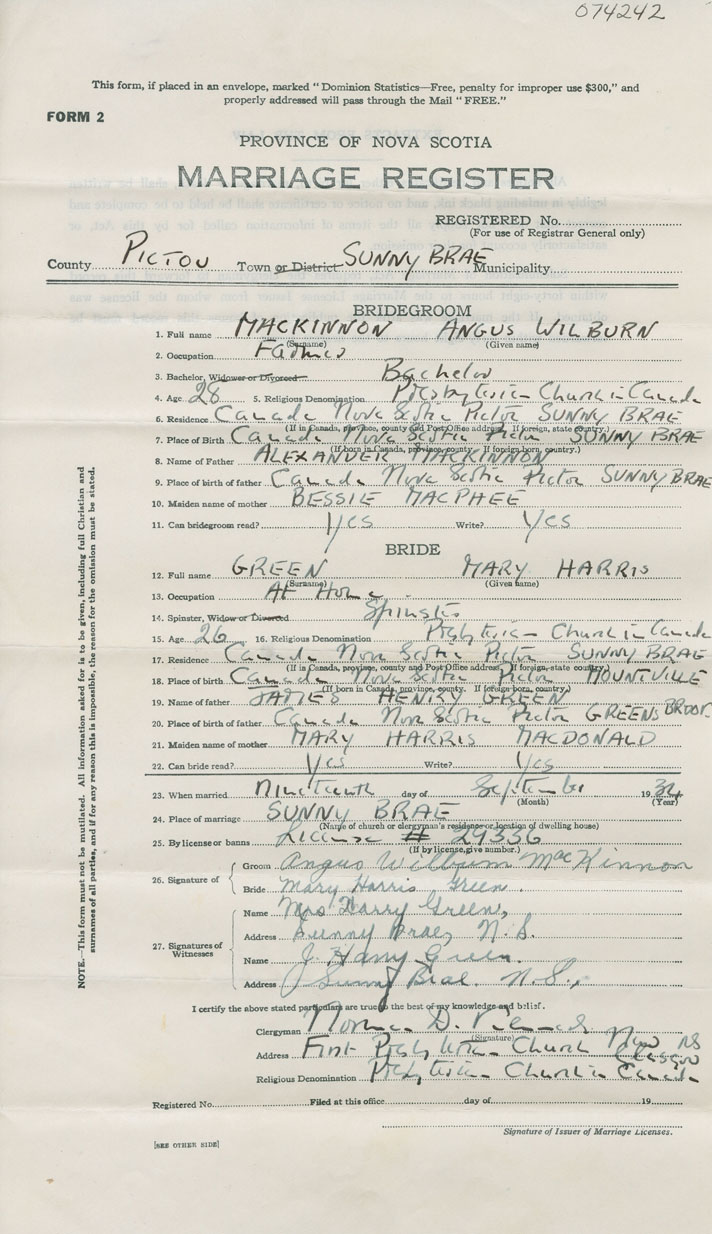 074242
This form, if placed in an envelope, marked "Dominion Statistics—Free, penalty for improper use $300," and
properly addressed will pass through the Mail "FREE."
FORM 2
PROVINCE OF NOVA SCOTIA
MARRIAGE REGISTER
REGISTERED No.
(For use of Registrar General only)
County PICTOU Town or District SUNNY BRAE Municipality
BRIDEGROOM
1. Full name MACKINNON ANGUS WILBURN
(Surname) (Given name)
2. Occupation Farmer
3. Bachelor, Widower or Divorced Bachelor
4. Age 28 5. Religious Denomination Presbyterian Church in Canada
6. Residence Canada Nova Scotia Pictou SUNNY BRAE
(If in Canada, province, county and Post Office address. If foreign, state country.)
7. Place of Birth Canada Nova Scotia Pictou SUNNY BRAE
(If born in Canada, province, county. If foreign born, country.)
8. Name of Father ALEXANDER MACKINNON
9. Place of birth of father Canada Nova Scotia Pictou SUNNY BRAE
10. Maiden name of mother BESSIE MACPHEE
11. Can bridegroom read? Yes Write? Yes
BRIDE
12. Full name GREEN MARY HARRIS
(Surname) (Given name)
13. Occupation At Home
14. Spinster, Widow or Divorced Spinster
15. Age 26 16. Religious Denomination Presbyterian Church in Canada
17. Residence Canada Nova Scotia Pictou SUNNY BRAE
(If in Canada, province, county and Post Office address. If foreign, state country.)
18. Place of birth Canada Nova Scotia Pictou MOUNTVILLE
(If born in Canada, province, county. If foreign born, country.)
19. Name of father JAMES HENRY GREEN
20. Place of birth of father Canada Nova Scotia Pictou GREENS BROOK
21. Maiden name of mother MARY HARRIS MACDONALD
22. Can bride read? Yes Write? Yes
23. When married Nineteenth day of September 1934
(Month) (Year)
24. Place of marriage SUNNY BRAE
(Name of church or clergyman's residence or location of dwelling house)
25. By license or banns License # 29336
(If by license, give number.)
26. Signature of Groom Angus Wilburn MacKinnon
Bride Mary Harris Green.
27. Signatures of Witnesses
Name Mrs Harry Green,
Address Sunny Brae, N.S.
Name J. Harry Green.
Address Sunny Brae. N.S.,
I certify the above stated particulars are true to the best of my knowledge and belief.
Clergyman Norman D.
(Signature)
Address First Presbyterian Church New Glasgow NS
Religious Denomination Presbyterian Church in Canada
Registered No. Filed at this office day of 19
Signature of Issuer of Marriage Licenses.
[SEE OTHER SIDE]
NOTE.—This form must not be mutilated. All information asked for is to be given, including full Christian and
surnames of all parties, and if for any reason this is impossible, the reason for the omission must be stated.